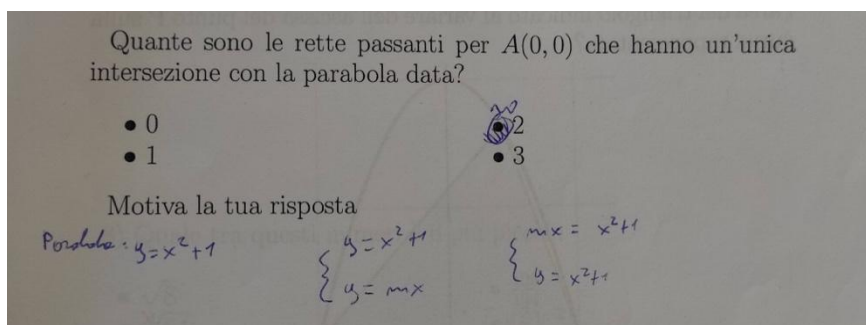 Quante sono le rette passanti per A(0, 0) che hanno un'unica
intersezione con la parabola data?
• 0
• 1
• 2
• 3
Motiva la tua risposta
Parabola: y=x²+1
{ y=x²+1
y=mx
{ mx = x²+1
y=x²+1